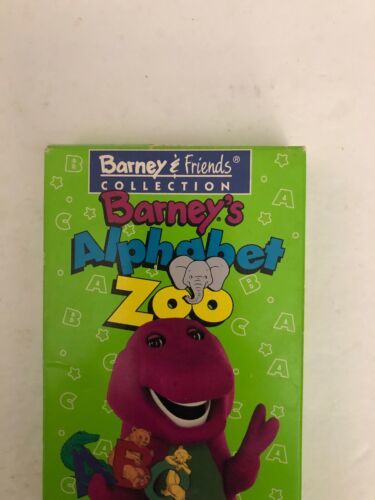 Barney & Friends®
COLLECTION
Barney's
Alphabet
Zoo